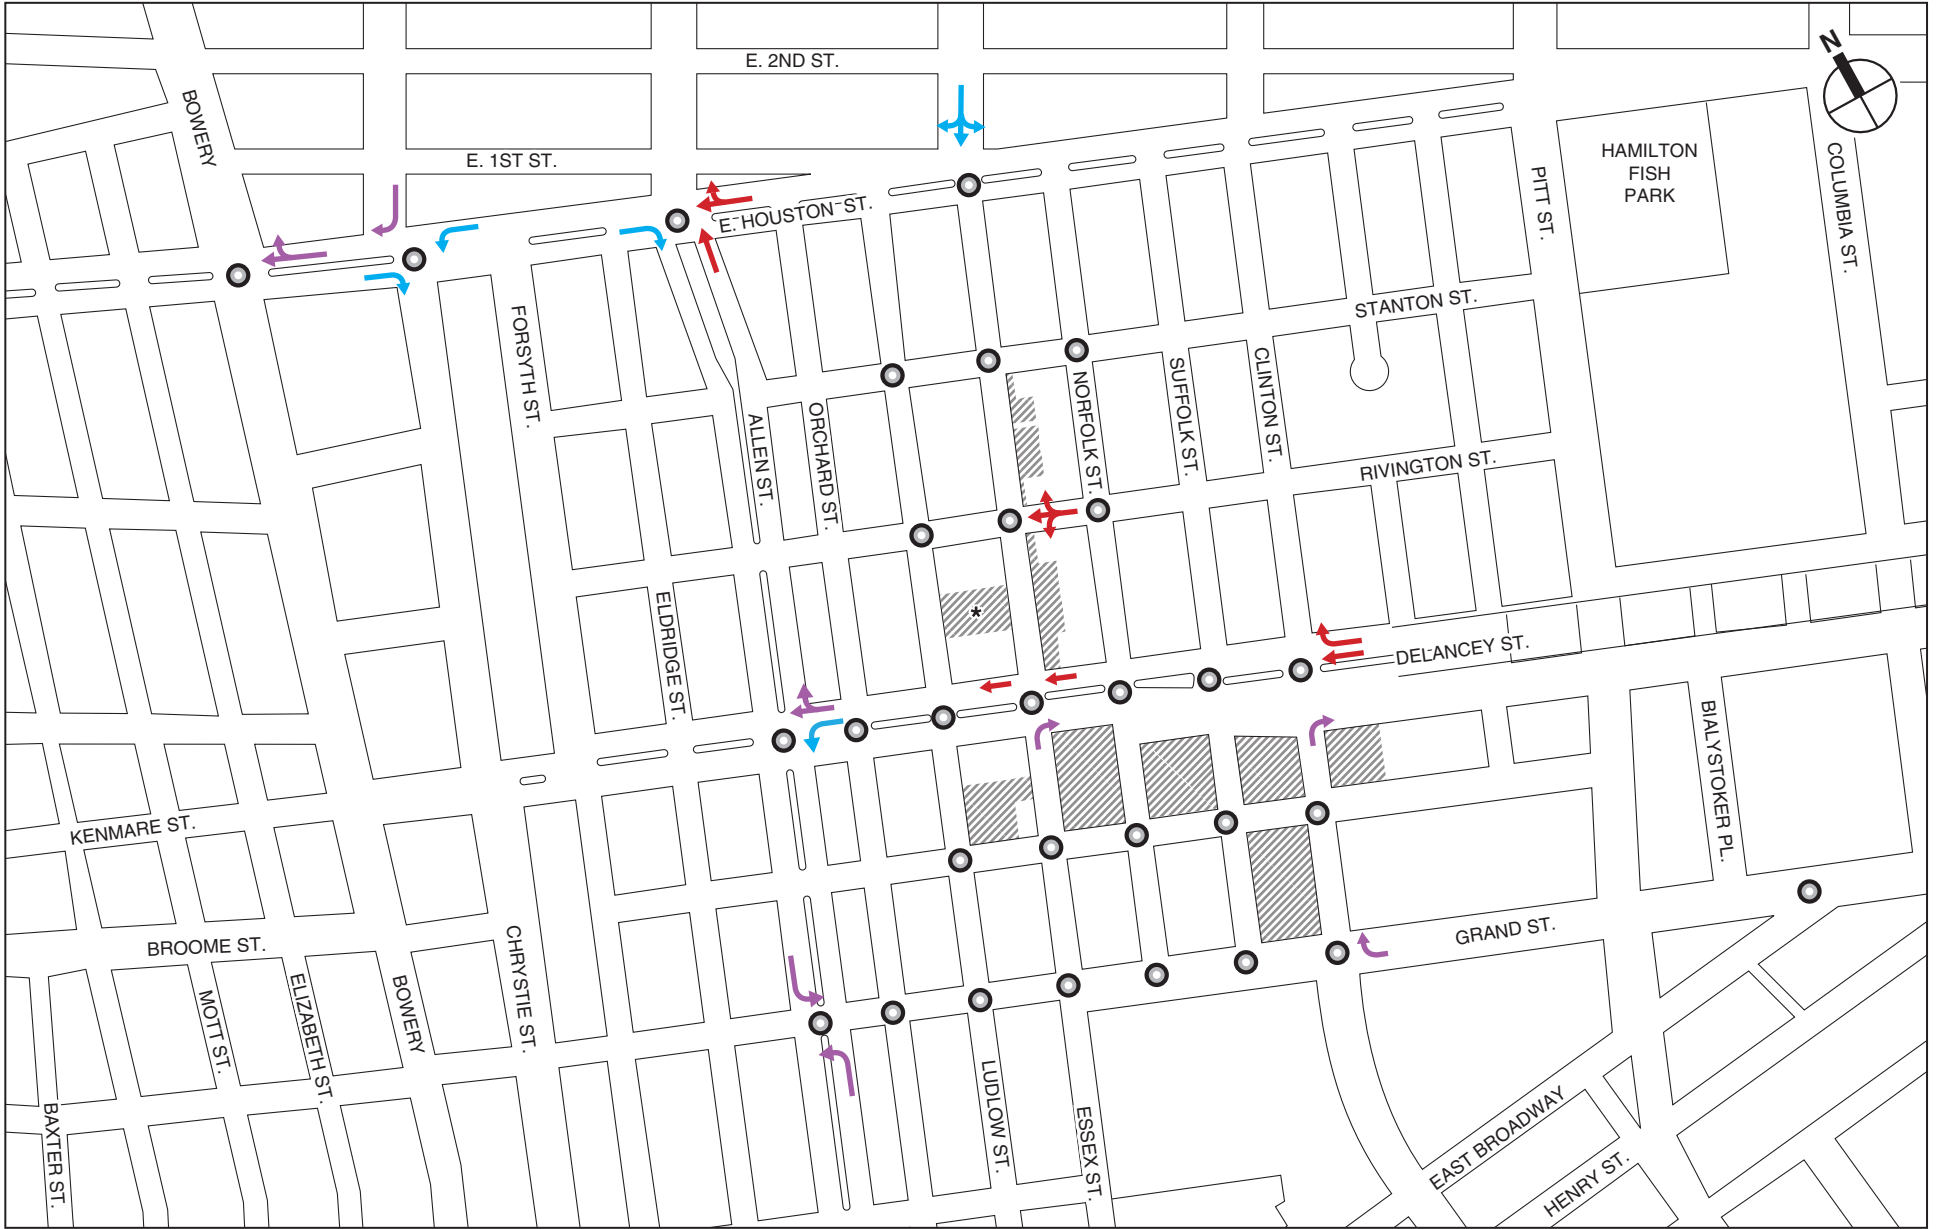 E. 2ND ST.
N
BOWERY
E. 1ST ST.
HAMILTON
FISH
PARK
COLUMBIA ST.
PITT ST.
E. HOUSTON ST.
STANTON ST.
FORSYTH ST.
NORFOLK ST.
SUFFOLK ST.
CLINTON ST.
ALLEN ST.
ORCHARD ST.
RIVINGTON ST.
ELDRIDGE ST.
*
DELANCEY ST.
BIALYSTOKER PL.
KENMARE ST.
BROOME ST.
GRAND ST.
CHRYSTIE ST.
MOTT ST.
ELIZABETH ST.
BOWERY
LUDLOW ST.
ESSEX ST.
BAXTER ST.
EAST BROADWAY
HENRY ST.